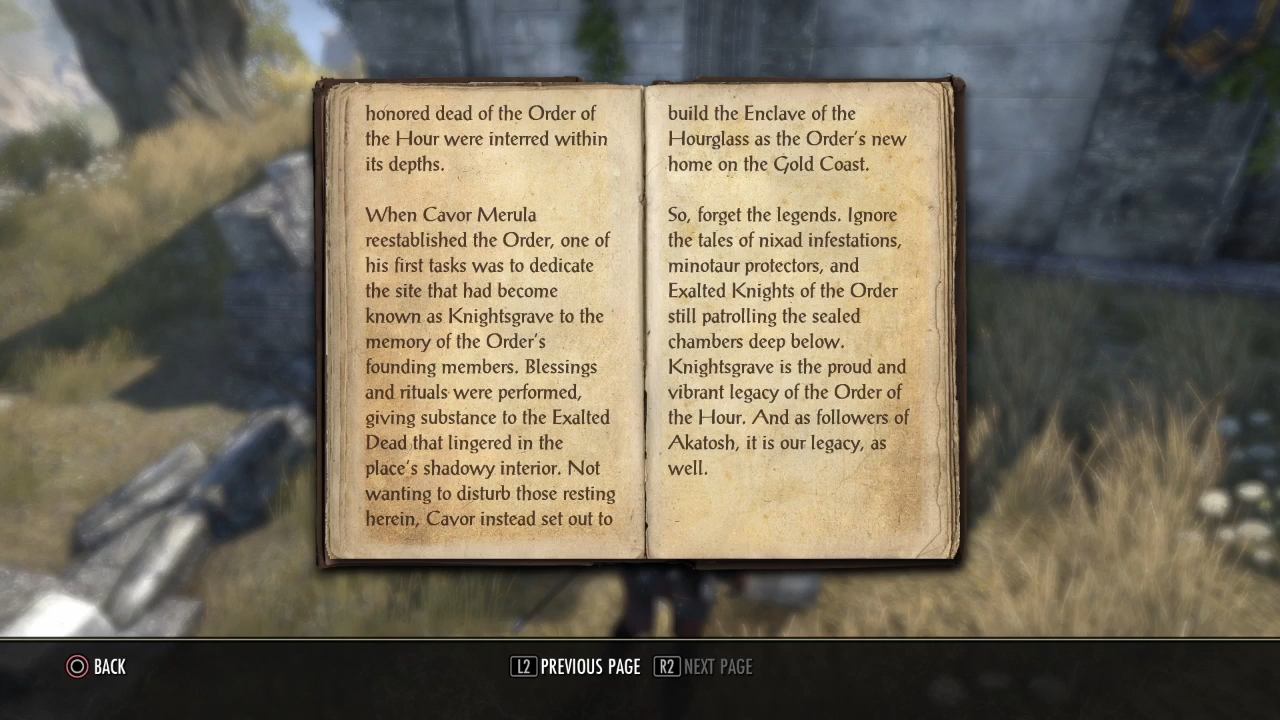 honored dead of the Order of
the Hour were interred within
its depths.
When Cavor Merula
reestablished the Order, one of
his first tasks was to dedicate
the site that had become
known as Knightsgrave to the
memory of the Order's
founding members. Blessings
and rituals were performed,
giving substance to the Exalted
Dead that lingered in the
place's shadowy interior. Not
wanting to disturb those resting
herein, Cavor instead set out to
build the Enclave of the
Hourglass as the Order's new
home on the Gold Coast.
So, forget the legends. Ignore
the tales of nixad infestations,
minotaur protectors, and
Exalted Knights of the Order
still patrolling the sealed
chambers deep below.
Knightsgrave is the proud and
vibrant legacy of the Order of
the Hour. And as followers of
Akatosh, it is our legacy, as
well.
BACK
L2 PREVIOUS PAGE R2 NEXT PAGE